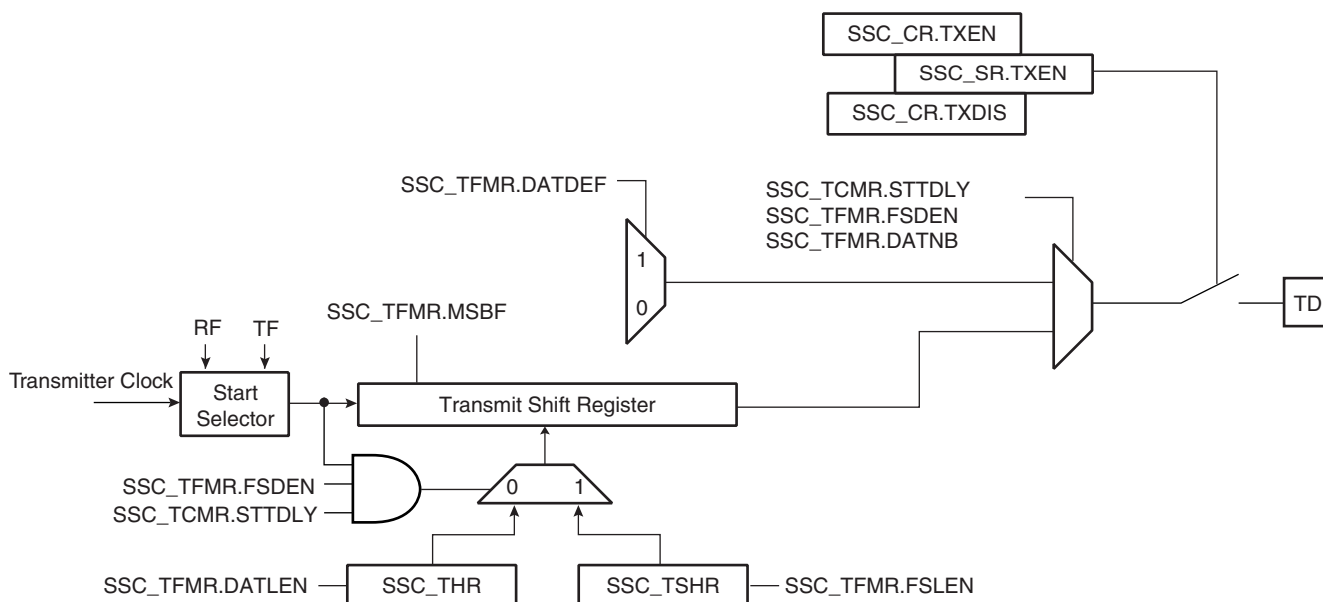 SSC_CR.TXEN
SSC_SR.TXEN
SSC_CR.TXDIS
SSC_TFMR.DATDEF
SSC_TCMR.STTDLY
SSC_TFMR.FSDEN
SSC_TFMR.DATNB
1
0
TD
SSC_TFMR.MSBF
RF TF
Transmitter Clock
Start
Selector
Transmit Shift Register
SSC_TFMR.FSDEN
SSC_TCMR.STTDLY
0 1
SSC_TFMR.DATLEN
SSC_THR
SSC_TSHR
SSC_TFMR.FSLEN